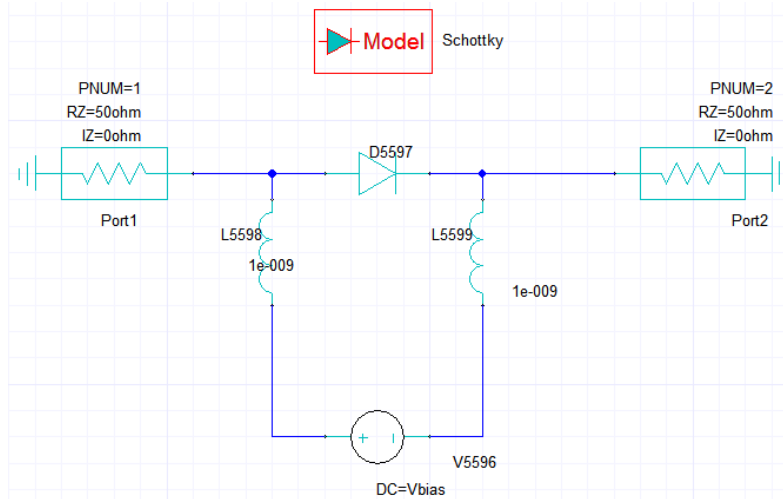 Model
Schottky
PNUM=1
RZ=50ohm
IZ=0ohm
PNUM=2
RZ=50ohm
IZ=0ohm
D5597
Port1
Port2
L5598
1e-009
L5599
1e-009
+
-
V5596
DC=Vbias